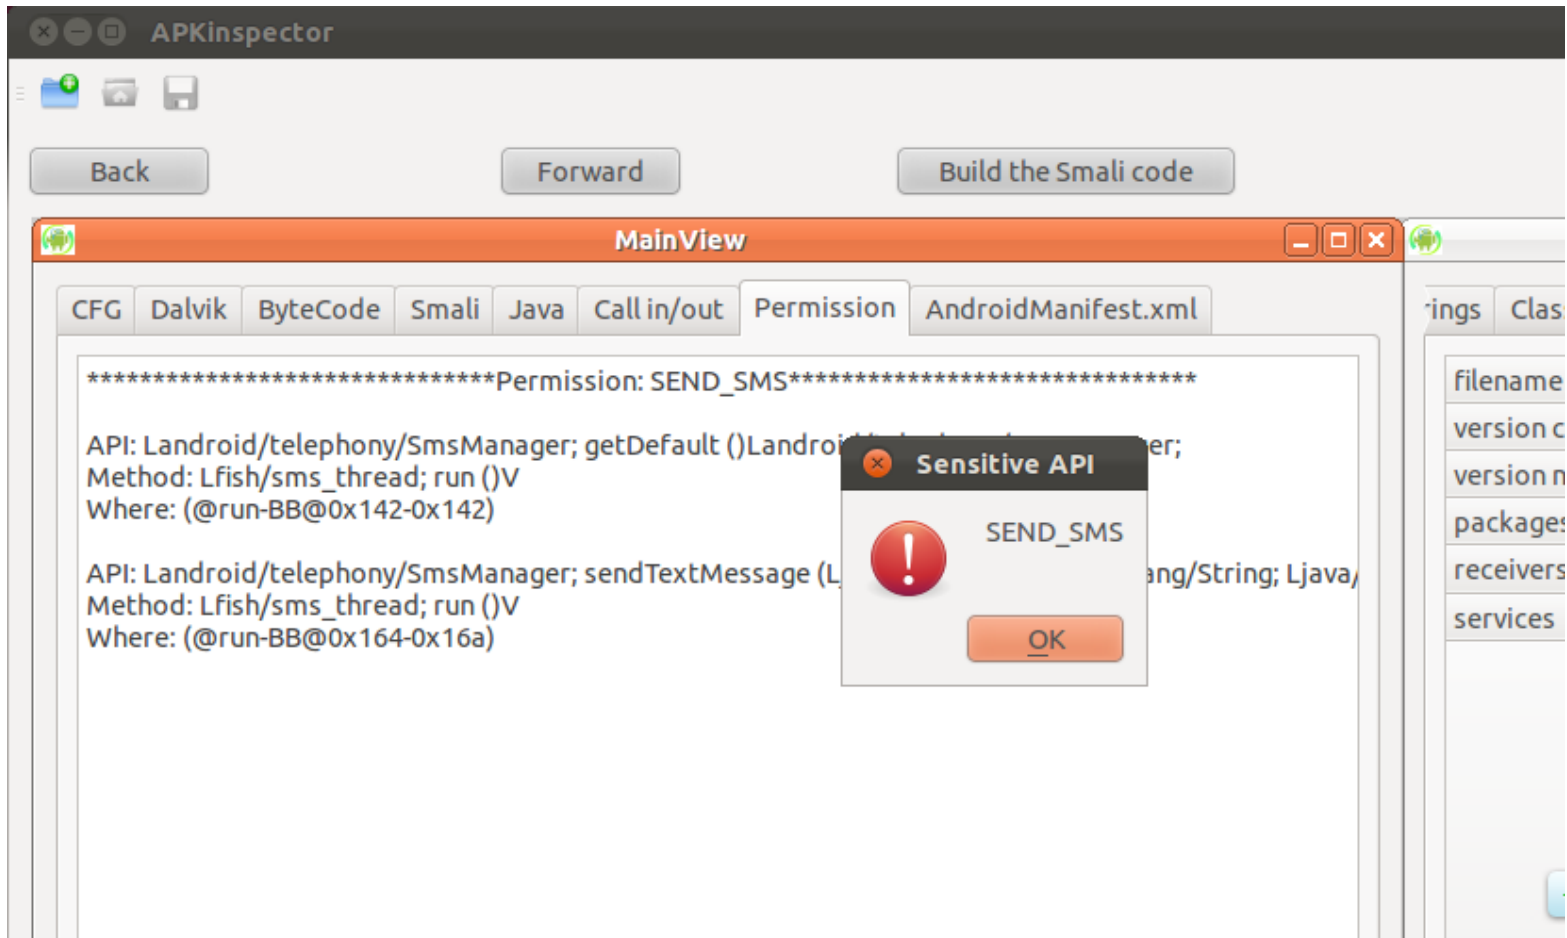 APKinspector
Back
Forward
Build the Smali code
MainView
CFG
Dalvik
ByteCode
Smali
Java
Call in/out
Permission
AndroidManifest.xml
*******************************Permission: SEND_SMS*******************************
API: Landroid/telephony/SmsManager; getDefault ()Landroi er;
Method: Lfish/sms_thread; run ()V
Where: (@run-BB@0x142-0x142)
API: Landroid/telephony/SmsManager; sendTextMessage (L ang/String; Ljava/
Method: Lfish/sms_thread; run ()V
Where: (@run-BB@0x164-0x16a)
Sensitive API
SEND_SMS
OK
rings
Clas
filename
version c
version n
packages
receivers
services